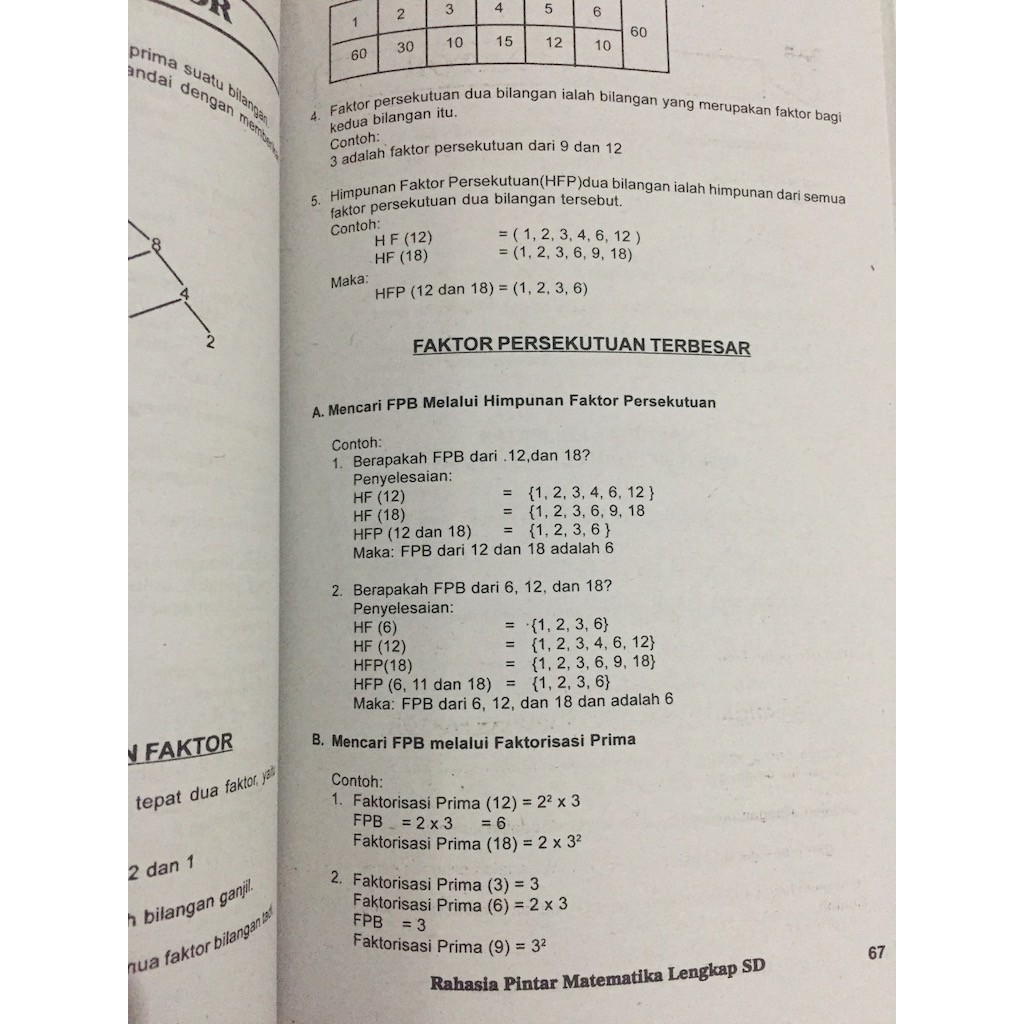 OR
prima suatu bilangan
andai dengan
8
4
2
N FAKTOR
tepat dua faktor,
2 dan 1
bilangan ganjil.
faktor bilangan
1 2 3 4 5 6 60
60 30 10 15 12 10
4. Faktor persekutuan dua bilangan ialah bilangan yang merupakan faktor bagi
kedua bilangan itu.
Contoh:
3 adalah faktor persekutuan dari 9 dan 12
5. Himpunan Faktor Persekutuan(HFP)dua bilangan ialah himpunan dari semua
faktor persekutuan dua bilangan tersebut.
Contoh:
H F (12) = ( 1, 2, 3, 4, 6, 12 )
HF (18) = (1, 2, 3, 6, 9, 18)
Maka:
HFP (12 dan 18) = (1, 2, 3, 6)
FAKTOR PERSEKUTUAN TERBESAR
A. Mencari FPB Melalui Himpunan Faktor Persekutuan
Contoh:
1. Berapakah FPB dari .12,dan 18?
Penyelesaian:
HF (12) = {1, 2, 3, 4, 6, 12 }
HF (18) = {1, 2, 3, 6, 9, 18
HFP (12 dan 18) = {1, 2, 3, 6 }
Maka: FPB dari 12 dan 18 adalah 6
2. Berapakah FPB dari 6, 12, dan 18?
Penyelesaian:
HF (6) = {1, 2, 3, 6}
HF (12) = {1, 2, 3, 4, 6, 12}
HFP(18) = {1, 2, 3, 6, 9, 18}
HFP (6, 11 dan 18) = {1, 2, 3, 6}
Maka: FPB dari 6, 12, dan 18 dan adalah 6
B. Mencari FPB melalui Faktorisasi Prima
Contoh:
1. Faktorisasi Prima (12) = 2² x 3
FPB = 2 x 3 = 6
Faktorisasi Prima (18) = 2 x 3²
2. Faktorisasi Prima (3) = 3
Faktorisasi Prima (6) = 2 x 3
FPB = 3
Faktorisasi Prima (9) = 3²
Rahasia Pintar Matematika Lengkap SD 67